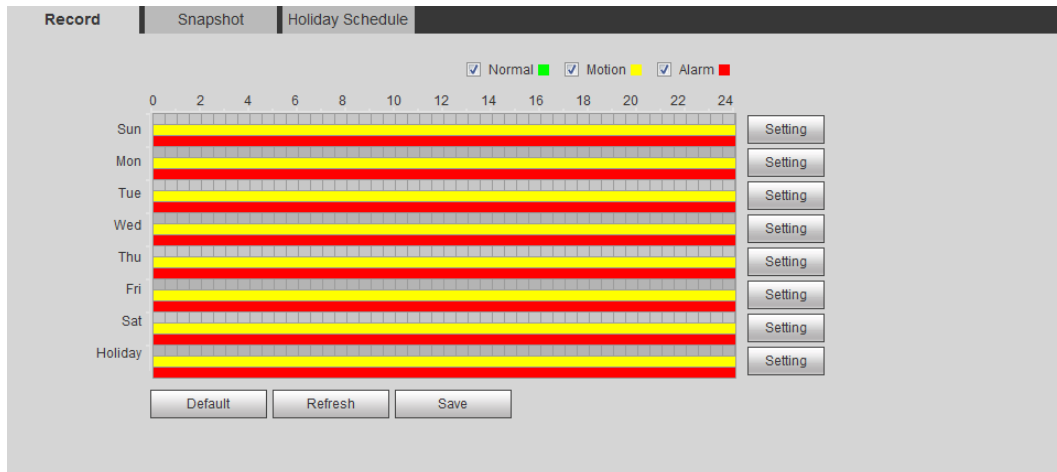 Record Snapshot Holiday Schedule
Normal Motion Alarm
0 2 4 6 8 10 12 14 16 18 20 22 24
Sun Setting
Mon Setting
Tue Setting
Wed Setting
Thu Setting
Fri Setting
Sat Setting
Holiday Setting
Default Refresh Save